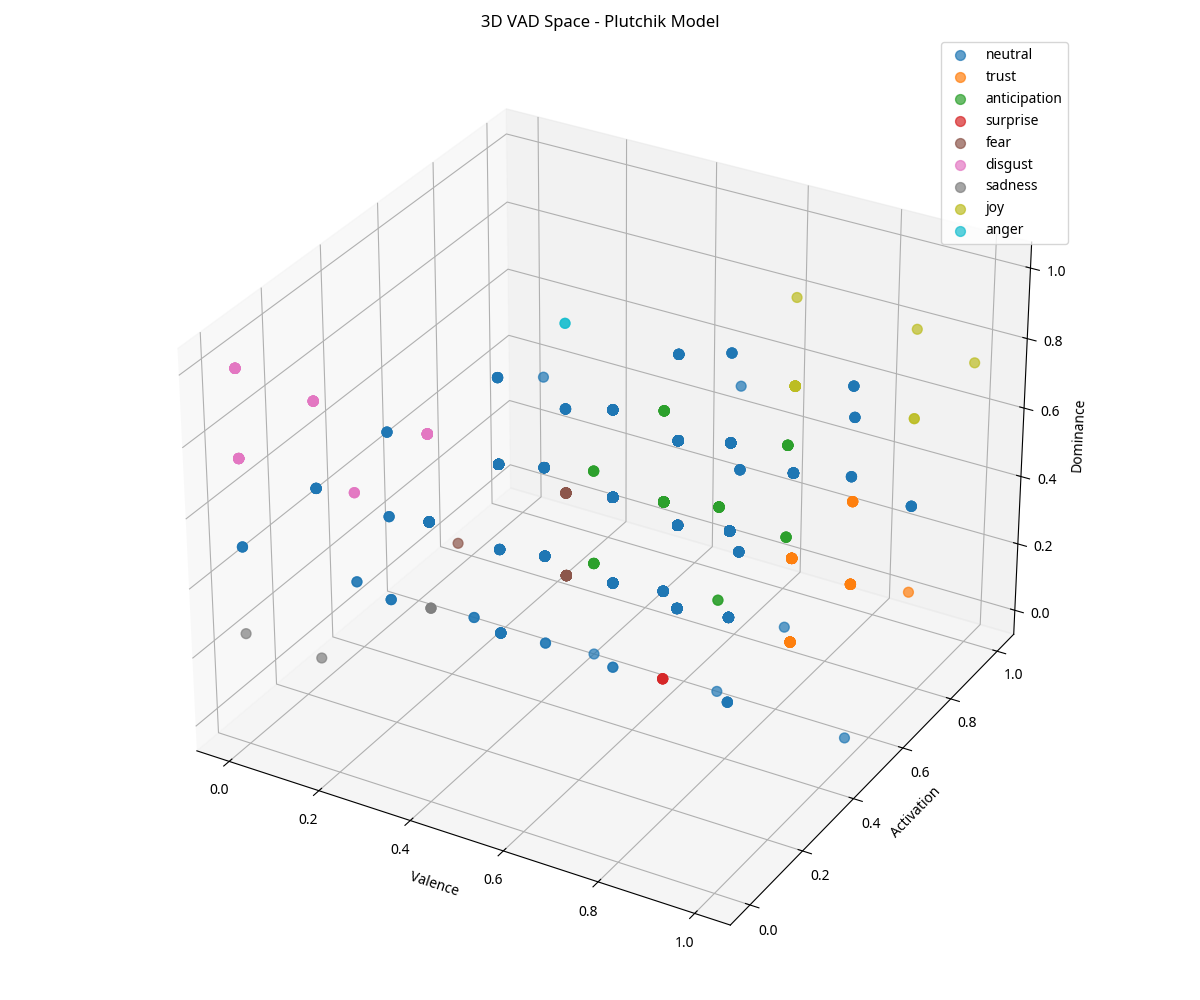 3D VAD Space - Plutchik Model
neutral
trust
anticipation
surprise
fear
disgust
sadness
joy
anger
1.0
0.8
0.6
0.4
0.2
0.0
Dominance
1.0
0.8
0.6
0.4
0.2
0.0
Activation
0.0
0.2
0.4
0.6
0.8
1.0
Valence